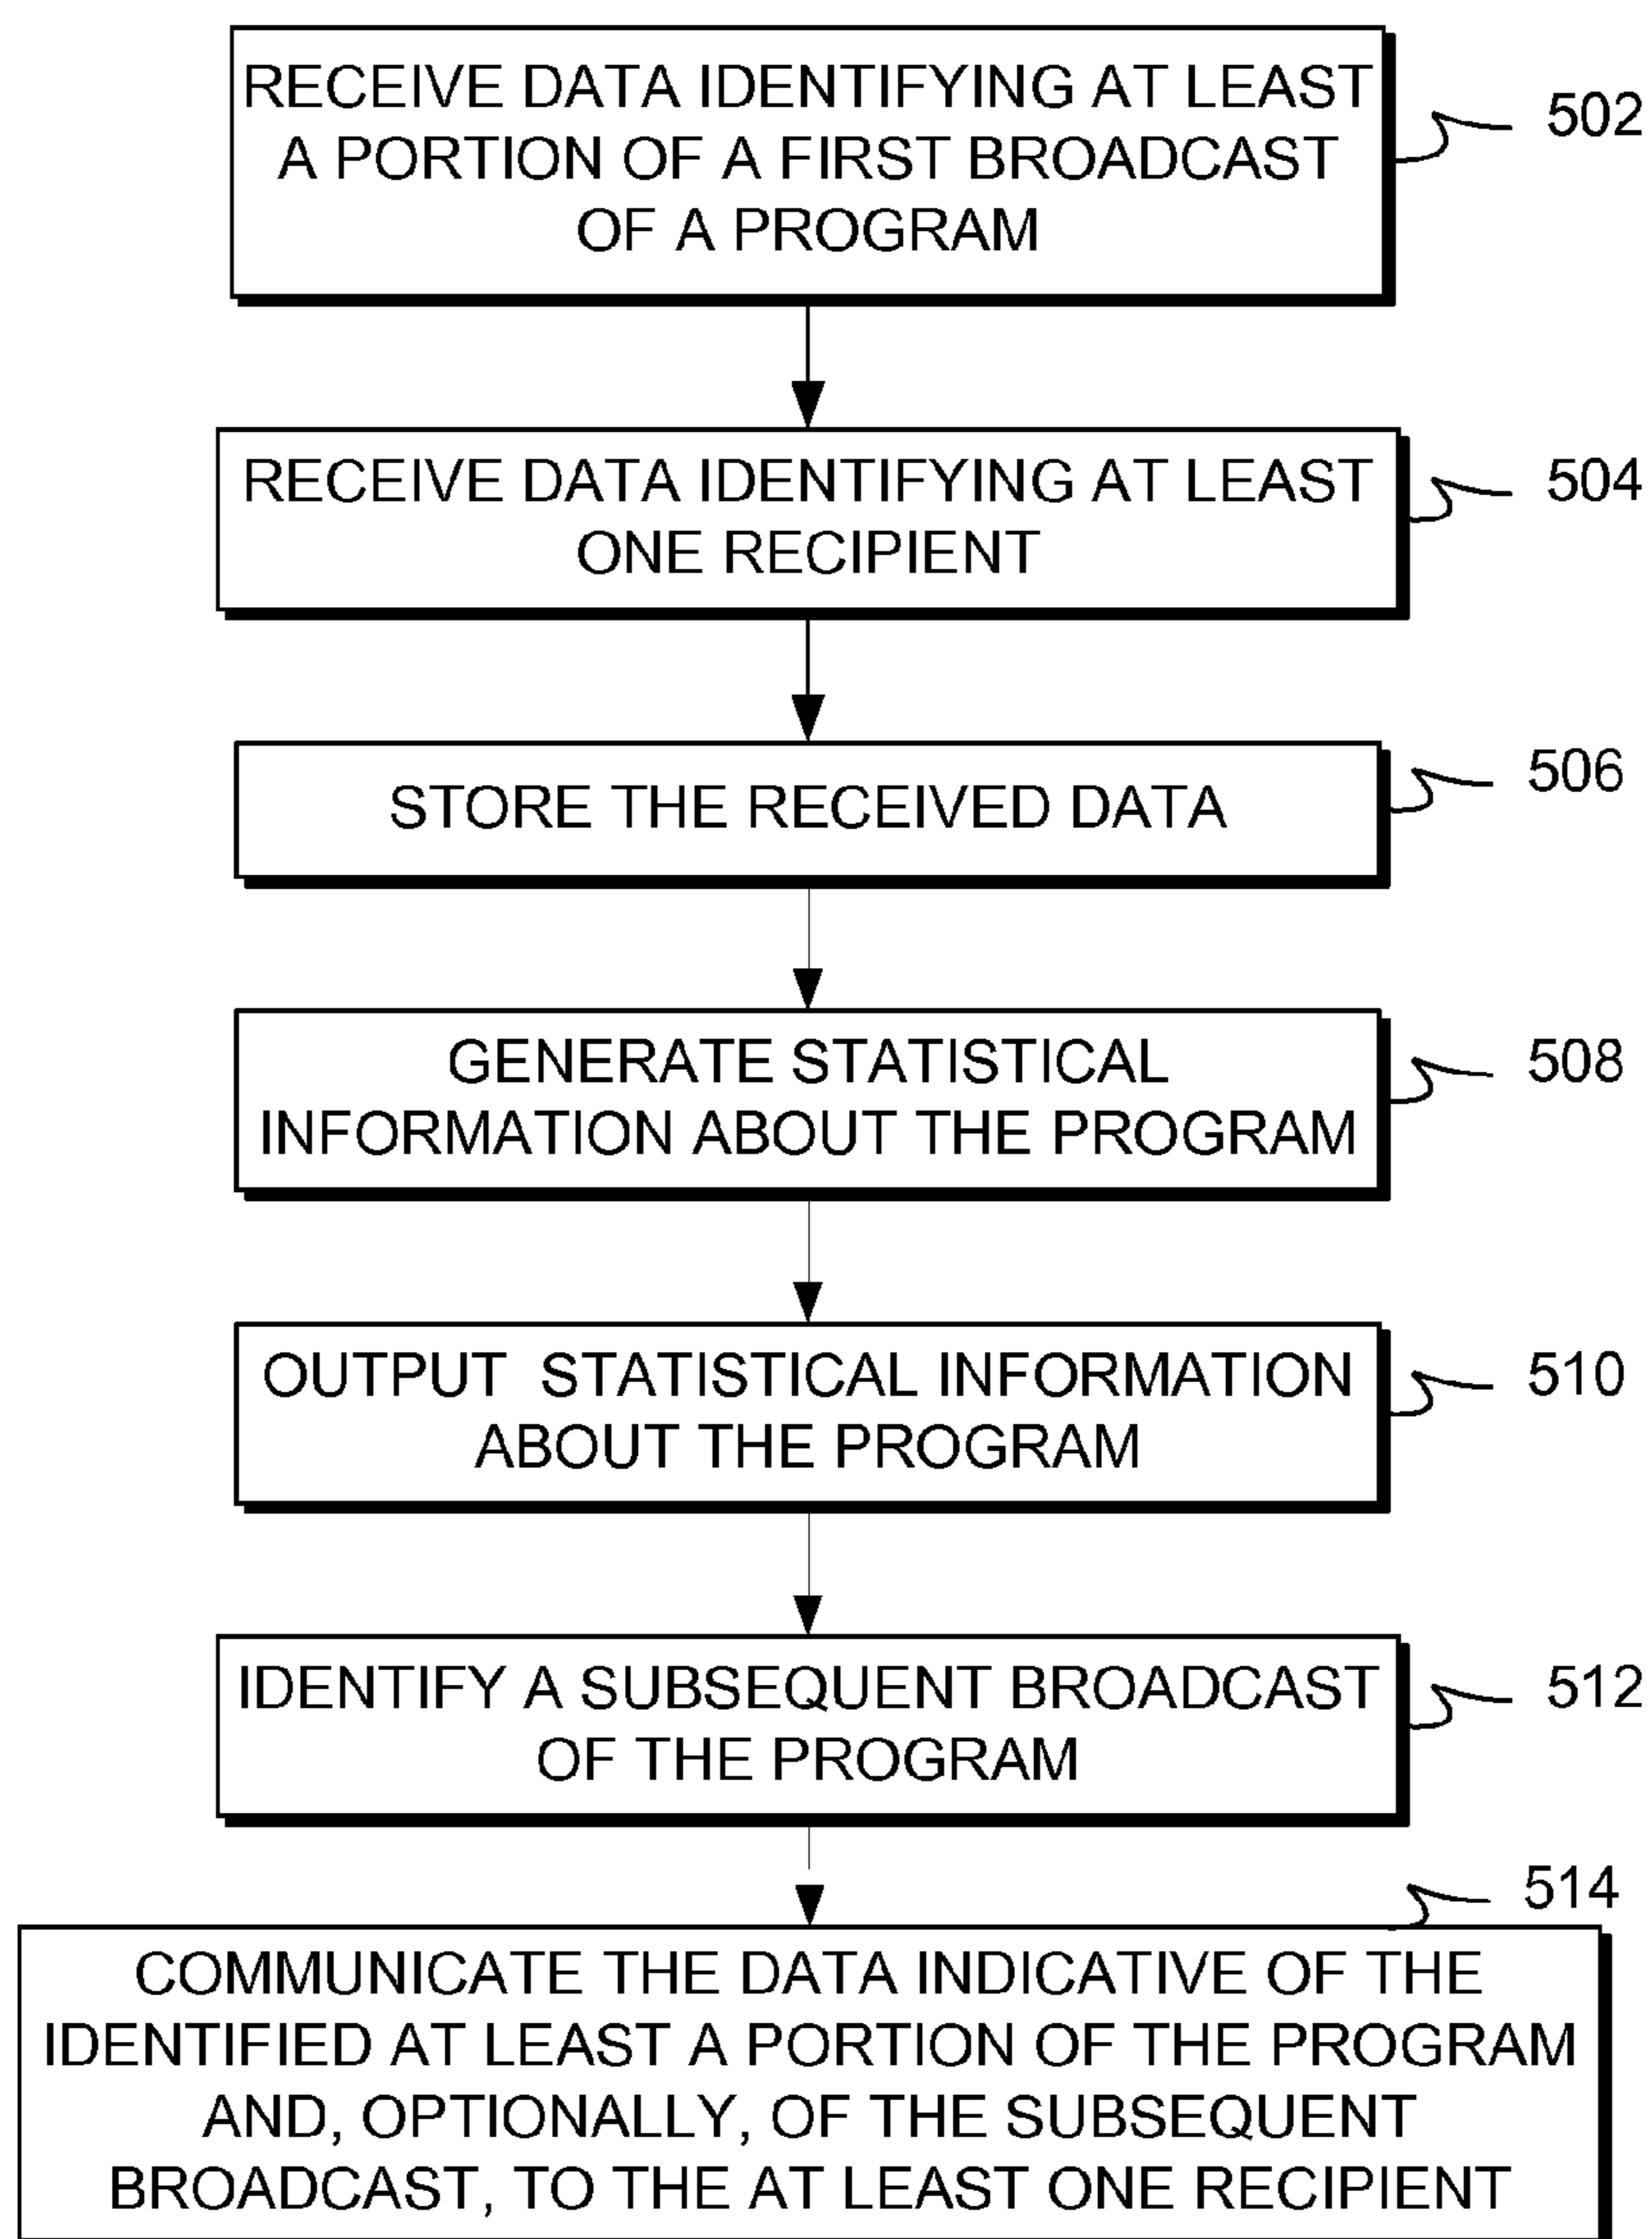 RECEIVE DATA IDENTIFYING AT LEAST
A PORTION OF A FIRST BROADCAST
OF A PROGRAM
502
RECEIVE DATA IDENTIFYING AT LEAST
ONE RECIPIENT
504
STORE THE RECEIVED DATA
506
GENERATE STATISTICAL
INFORMATION ABOUT THE PROGRAM
508
OUTPUT STATISTICAL INFORMATION
ABOUT THE PROGRAM
510
IDENTIFY A SUBSEQUENT BROADCAST
OF THE PROGRAM
512
514
COMMUNICATE THE DATA INDICATIVE OF THE
IDENTIFIED AT LEAST A PORTION OF THE PROGRAM
AND, OPTIONALLY, OF THE SUBSEQUENT
BROADCAST, TO THE AT LEAST ONE RECIPIENT